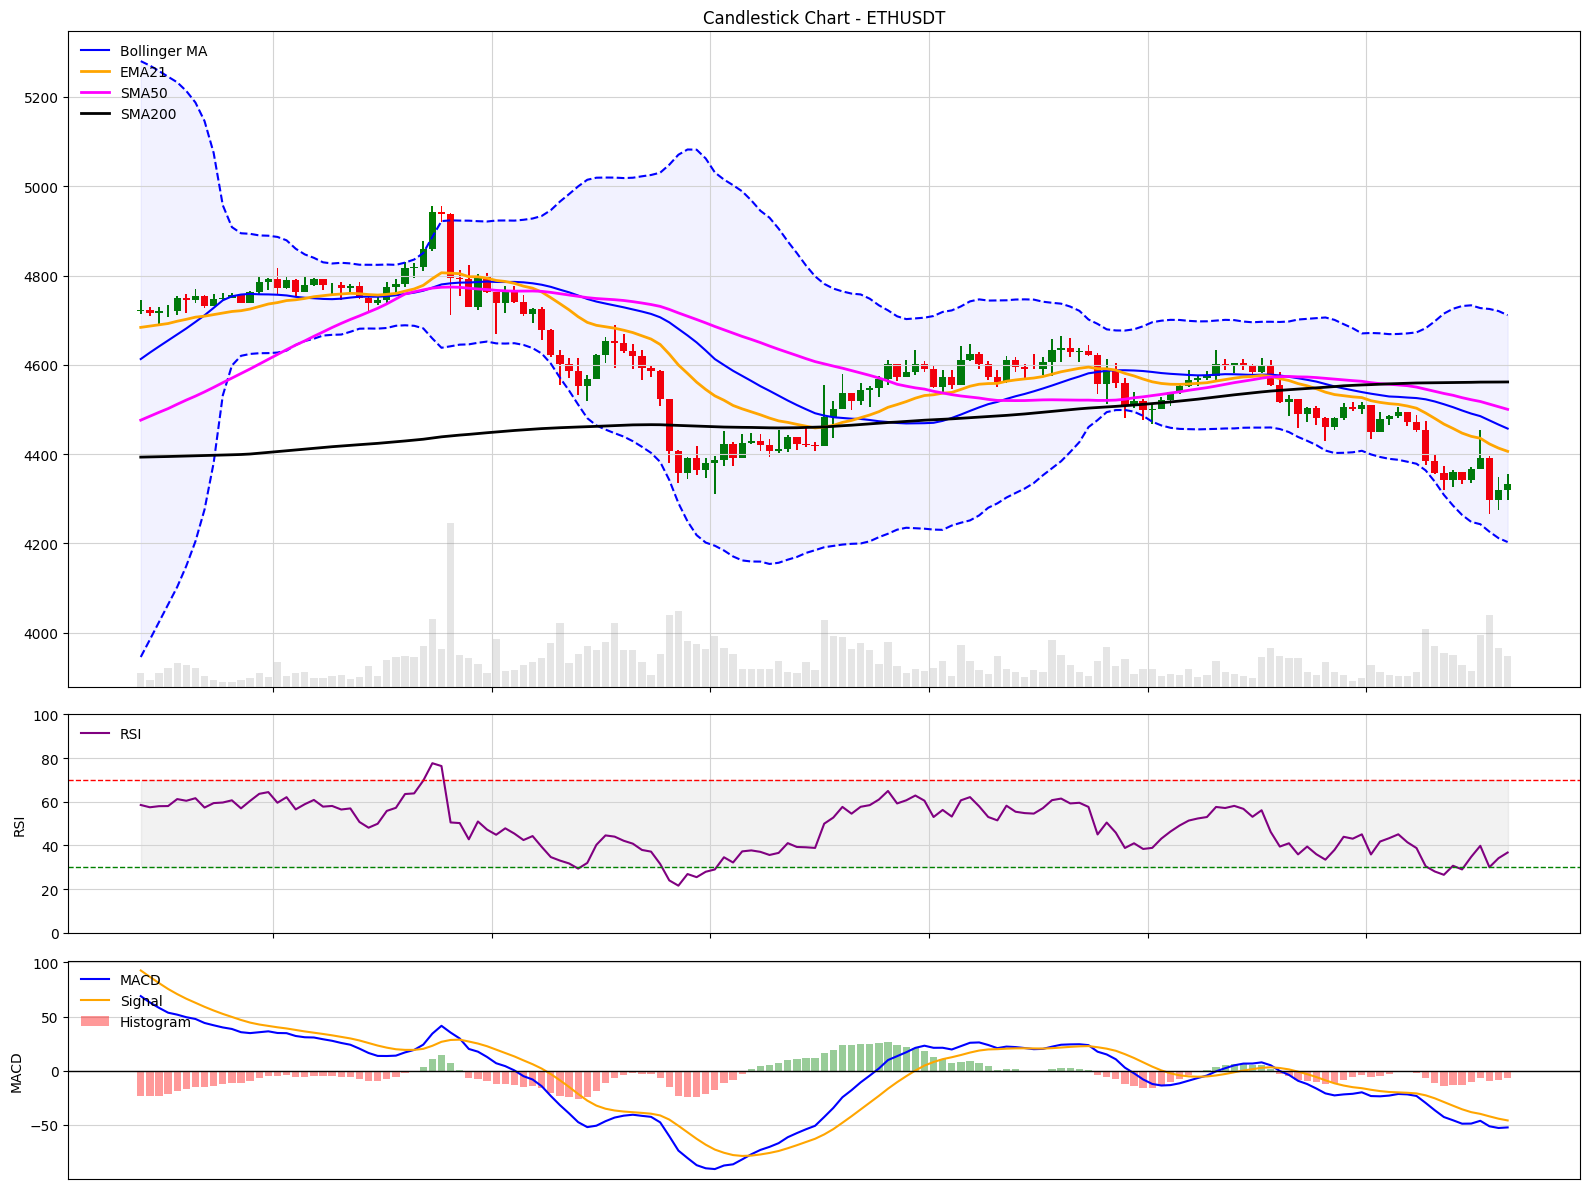 Candlestick Chart - ETHUSDT
Bollinger MA
EMA21
SMA50
SMA200
5200
5000
4800
4600
4400
4200
4000
RSI
RSI
100
80
60
40
20
0
MACD
Signal
Histogram
MACD
100
50
0
−50